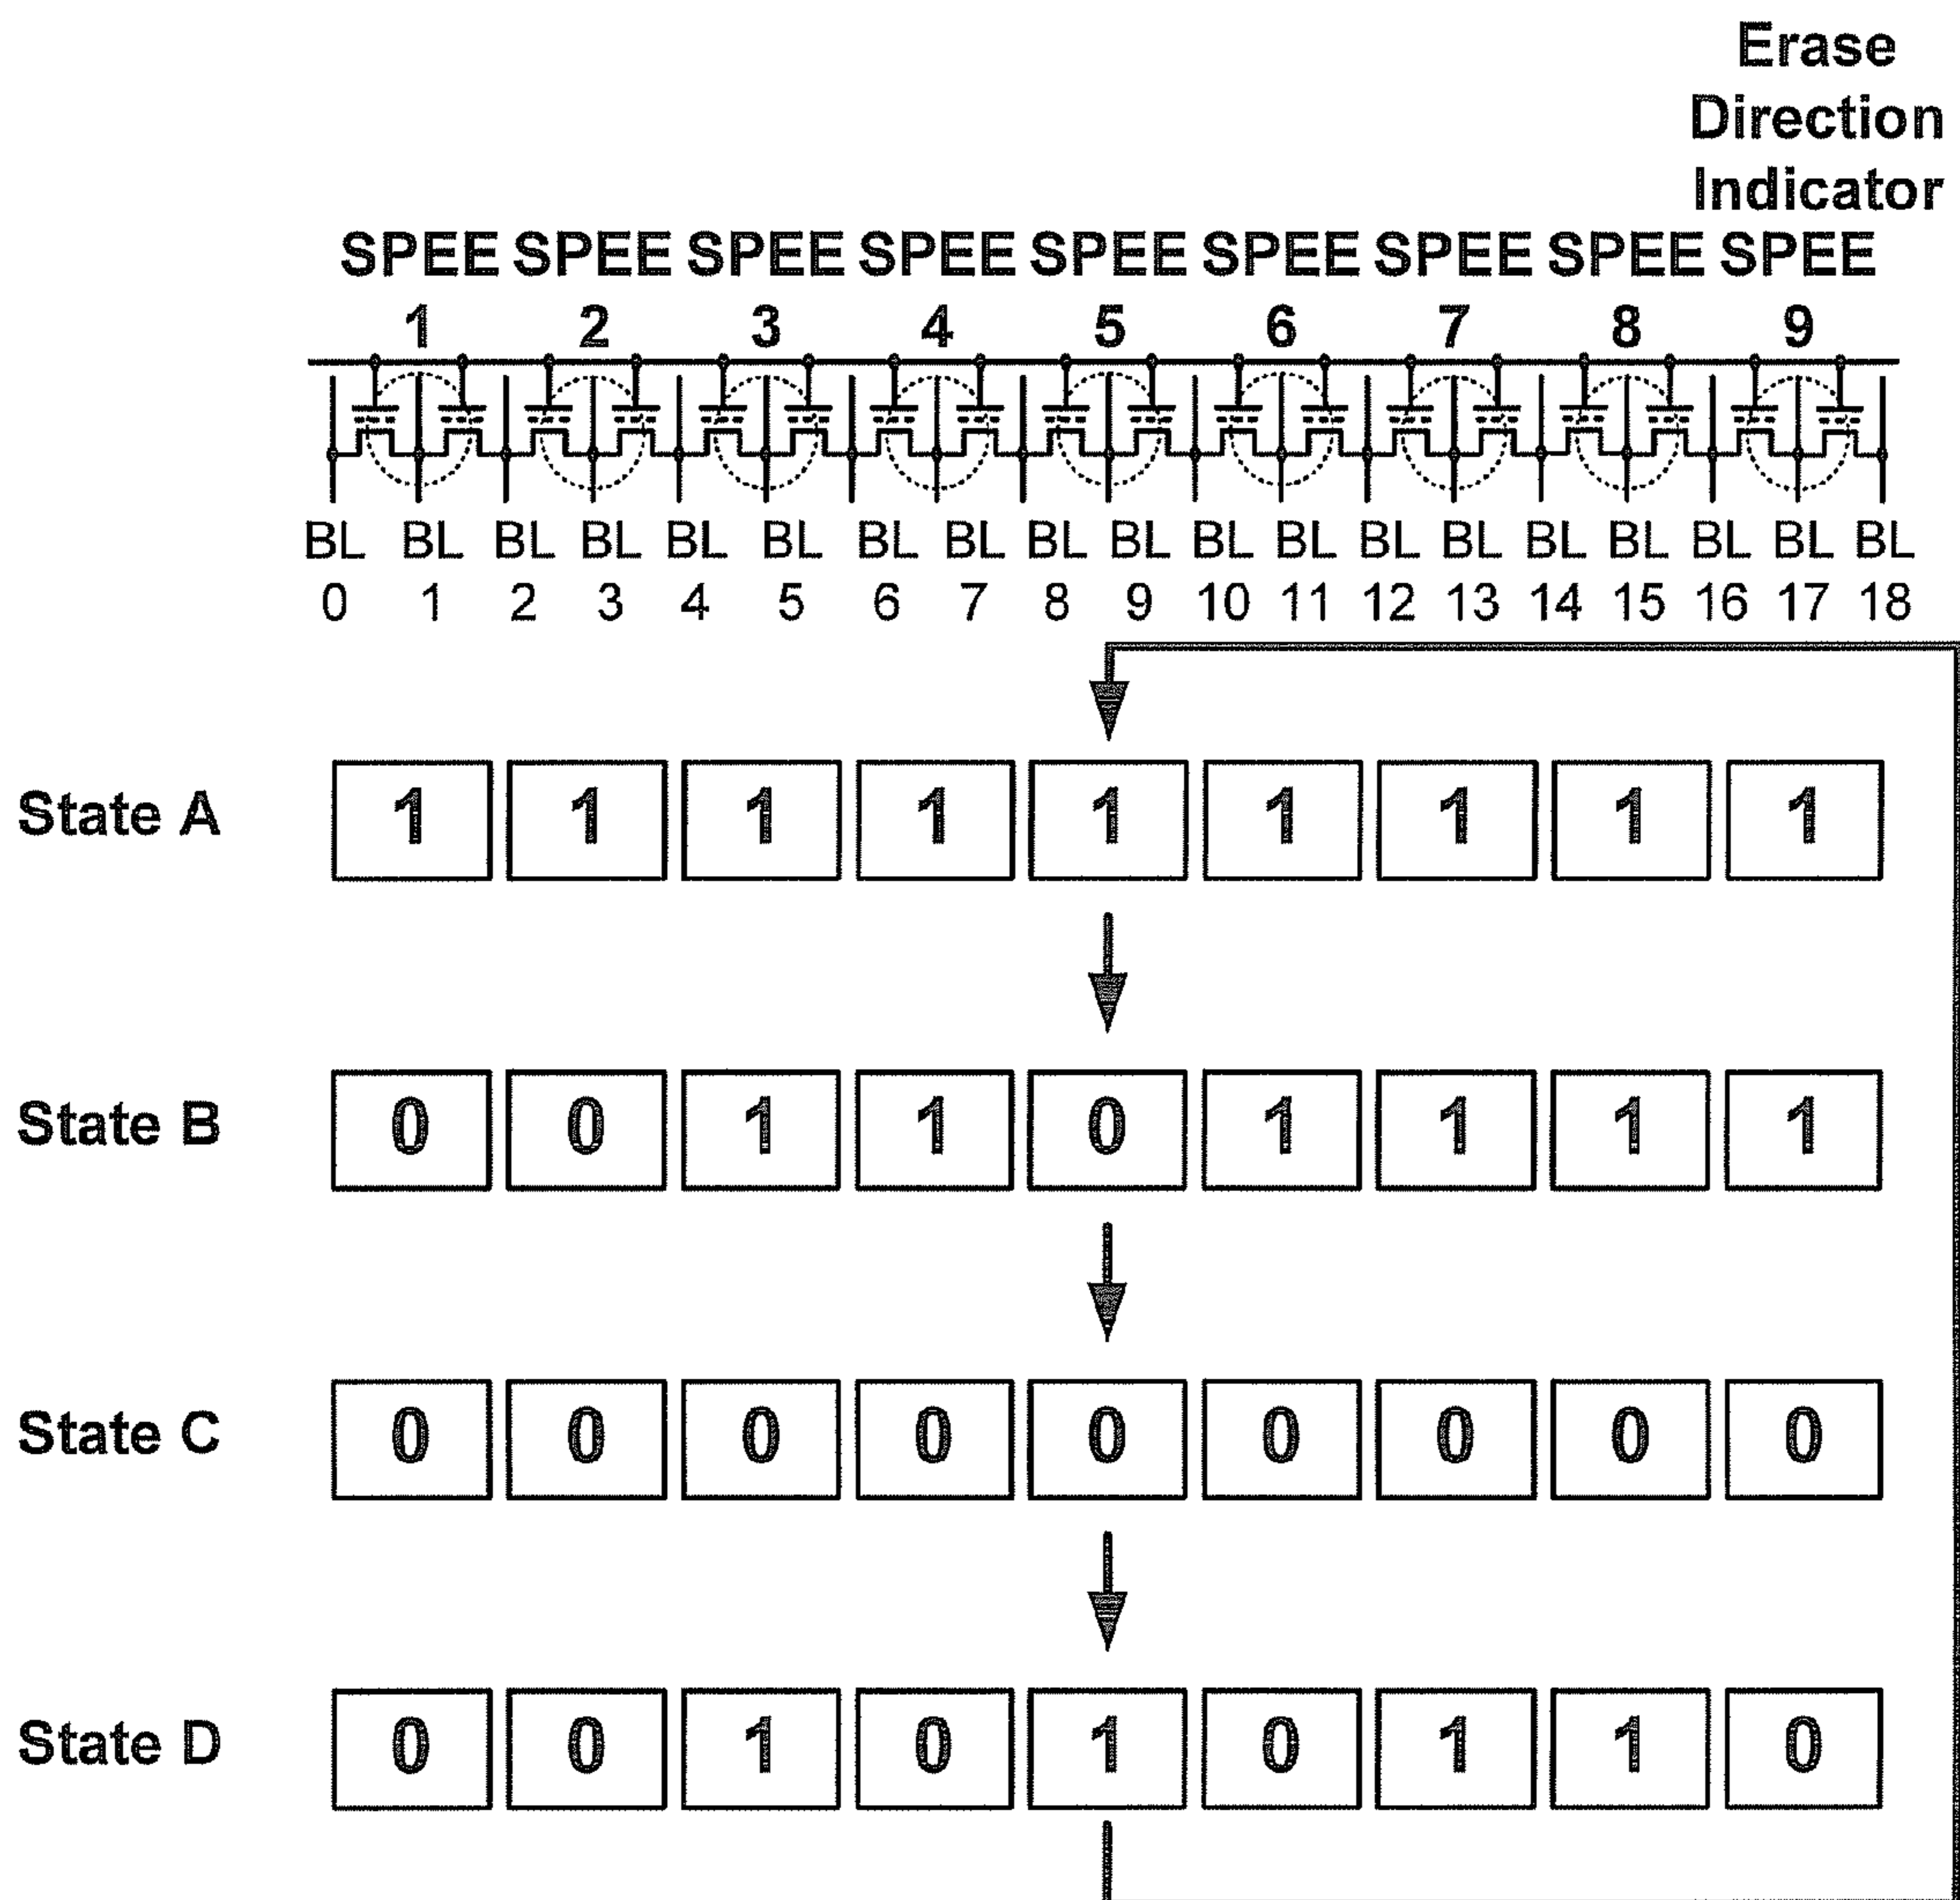 Erase
Direction
Indicator
SPEE SPEE SPEE SPEE SPEE SPEE SPEE SPEE SPEE
1 2 3 4 5 6 7 8 9
BL BL BL BL BL BL BL BL BL BL BL BL BL BL BL BL BL BL BL
0 1 2 3 4 5 6 7 8 9 10 11 12 13 14 15 16 17 18
State A 1 1 1 1 1 1 1 1 1
State B 0 0 1 1 0 1 1 1 1
State C 0 0 0 0 0 0 0 0 0
State D 0 0 1 0 1 0 1 1 0